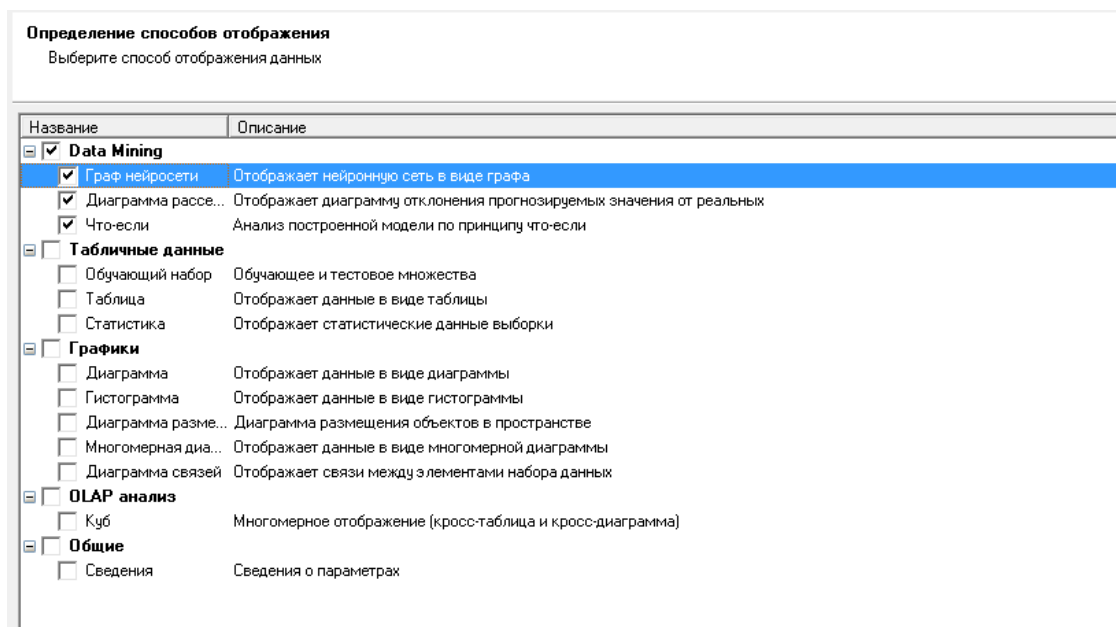 Определение способов отображения
Выберите способ отображения данных
Название Описание
Data Mining
Граф нейросети Отображает нейронную сеть в виде графа
Диаграмма рассе... Отображает диаграмму отклонения прогнозируемых значения от реальных
Что-если Анализ построенной модели по принципу что-если
Табличные данные
Обучающий набор Обучающее и тестовое множества
Таблица Отображает данные в виде таблицы
Статистика Отображает статистические данные выборки
Графики
Диаграмма Отображает данные в виде диаграммы
Гистограмма Отображает данные в виде гистограммы
Диаграмма разме... Диаграмма размещения объектов в пространстве
Многомерная диа... Отображает данные в виде многомерной диаграммы
Диаграмма связей Отображает связи между элементами набора данных
OLAP анализ
Куб Многомерное отображение (кросс-таблица и кросс-диаграмма)
Общие
Сведения Сведения о параметрах